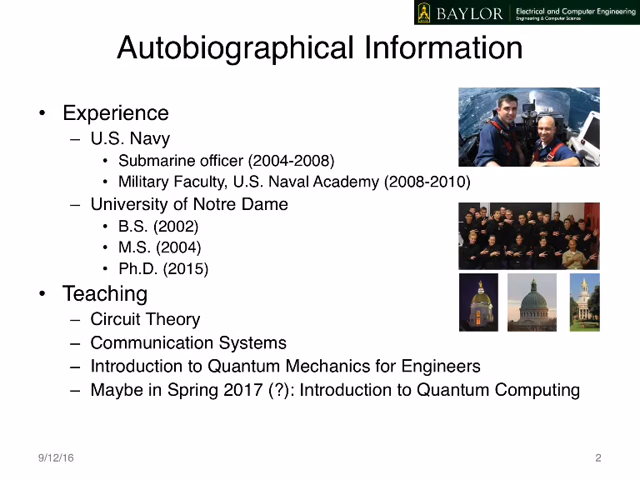 BAYLOR
Electrical and Computer Engineering
Engineering & Computer Science
Autobiographical Information
• Experience
– U.S. Navy
• Submarine officer (2004-2008)
• Military Faculty, U.S. Naval Academy (2008-2010)
– University of Notre Dame
• B.S. (2002)
• M.S. (2004)
• Ph.D. (2015)
• Teaching
– Circuit Theory
– Communication Systems
– Introduction to Quantum Mechanics for Engineers
– Maybe in Spring 2017 (?): Introduction to Quantum Computing
9/12/16
2